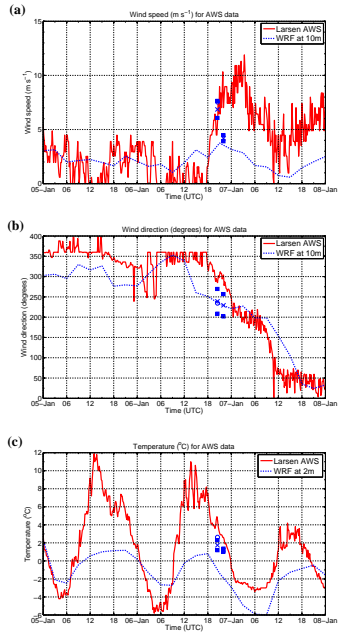 (a)
Wind speed (m s⁻¹) for AWS data
Wind speed (m s⁻¹)
15
10
5
0
Larsen AWS
WRF at 10m
05–Jan 06 12 18 06–Jan 06 12 18 07–Jan 06 12 18 08–Jan
Time (UTC)
(b)
Wind direction (degrees) for AWS data
Wind direction (degrees)
400
350
300
250
200
150
100
50
0
Larsen AWS
WRF at 10m
05–Jan 06 12 18 06–Jan 06 12 18 07–Jan 06 12 18 08–Jan
Time (UTC)
(c)
Temperature (⁰C) for AWS data
Temperature (⁰C)
12
10
8
6
4
2
0
−2
−4
−6
Larsen AWS
WRF at 2m
05–Jan 06 12 18 06–Jan 06 12 18 07–Jan 06 12 18 08–Jan
Time (UTC)